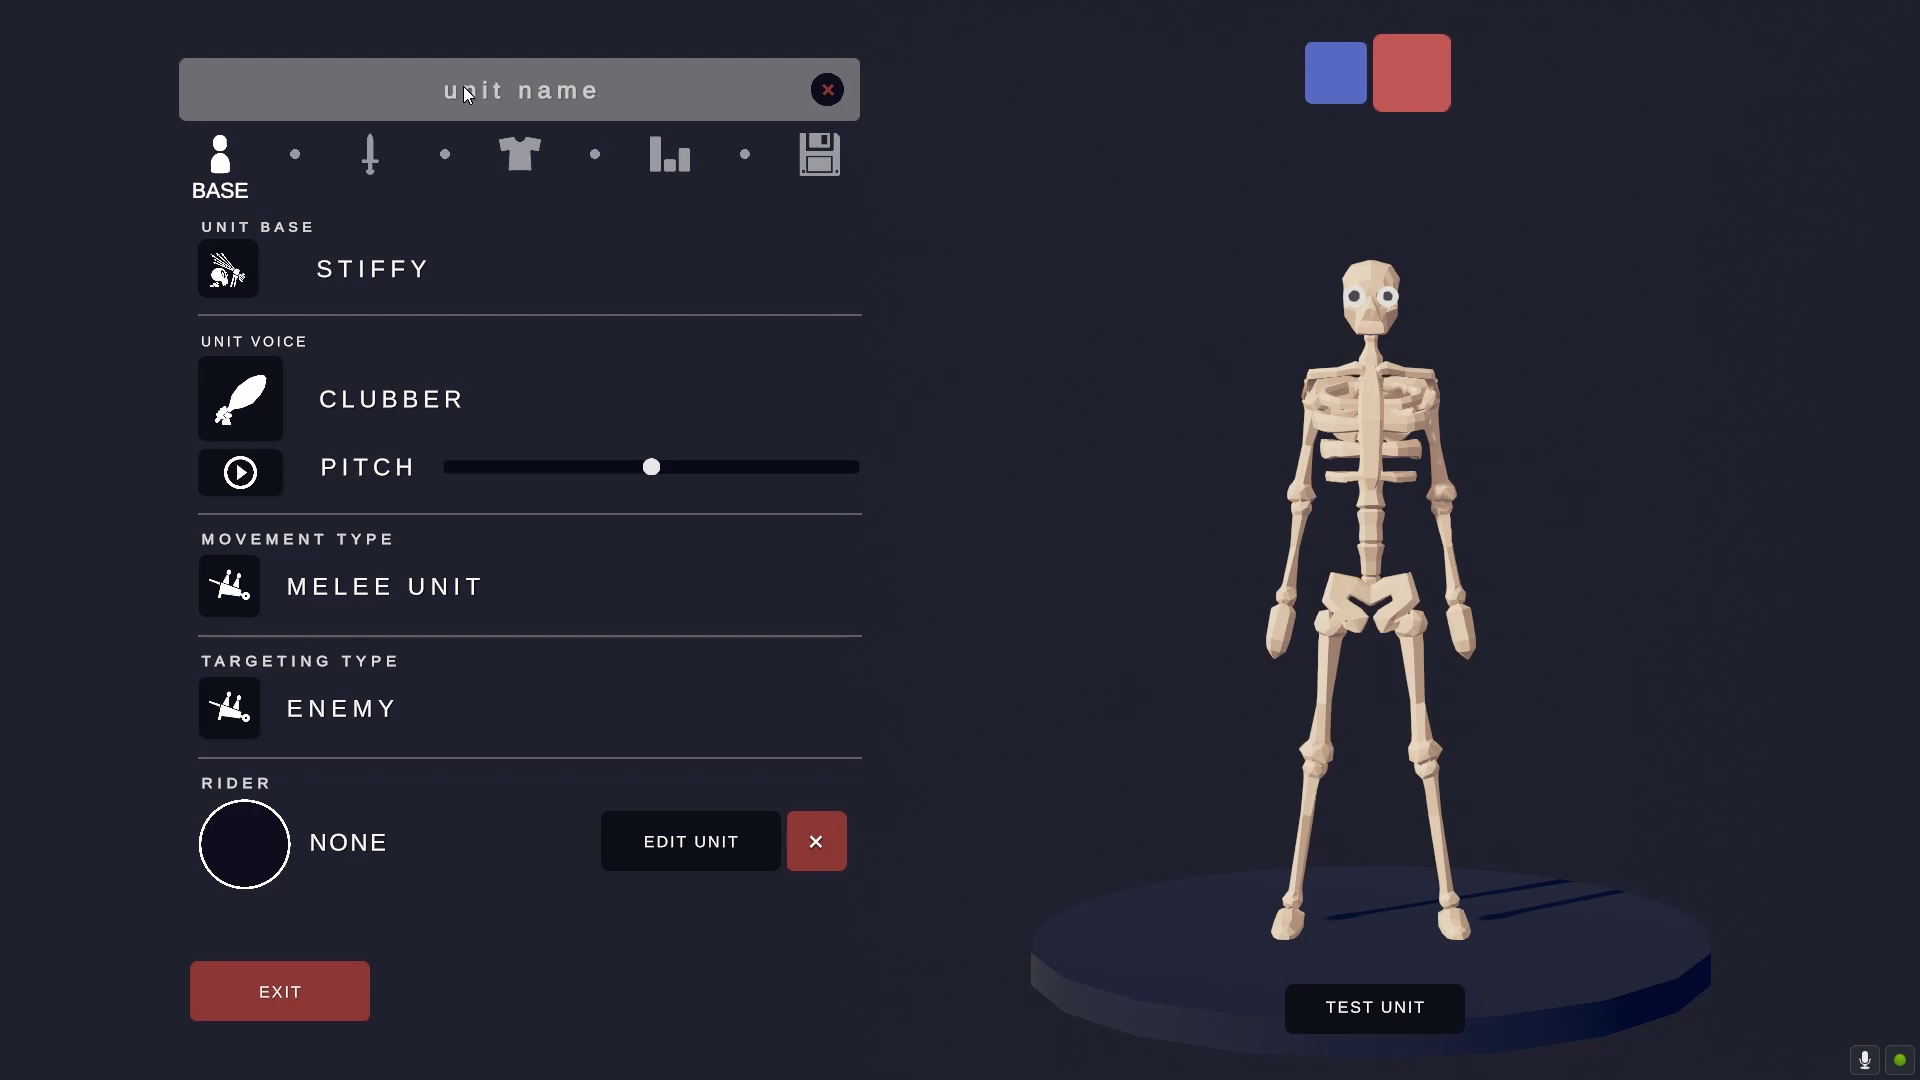 unit name
BASE
UNIT BASE
STIFFY
UNIT VOICE
CLUBBER
PITCH
MOVEMENT TYPE
MELEE UNIT
TARGETING TYPE
ENEMY
RIDER
NONE
EDIT UNIT
EXIT
TEST UNIT